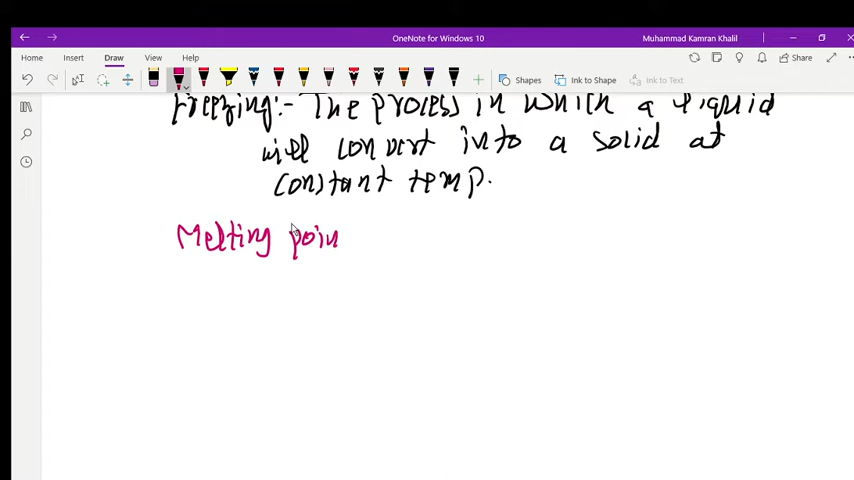 OneNote for Windows 10
Muhammad Kamran Khalil
Home Insert Draw View Help
Share
Shapes Ink to Shape Ink to Text
Freezing:- The process in which a liquid
will convert into a solid at
constant temp.
Melting poin